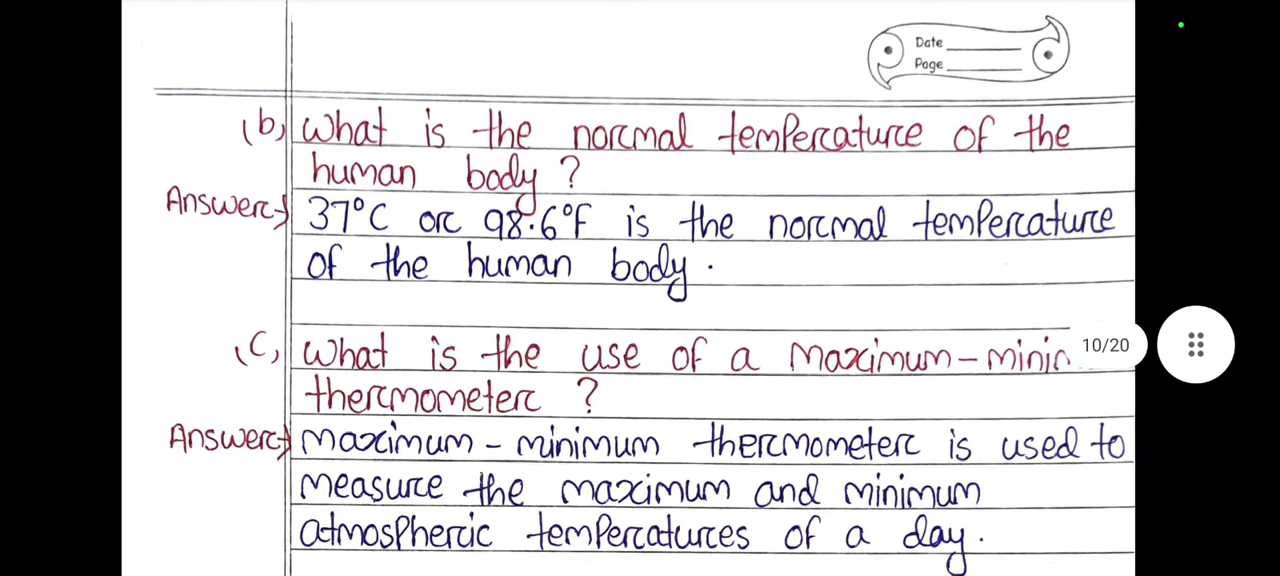 Date
Page
(b) What is the normal temperature of the
human body ?
Answer→ 37°C or 98.6°F is the normal temperature
of the human body.
(c) What is the use of a maximum-minim
10/20
thermometer ?
Answer→ Maximum-minimum thermometer is used to
measure the maximum and minimum
atmospheric temperatures of a day.